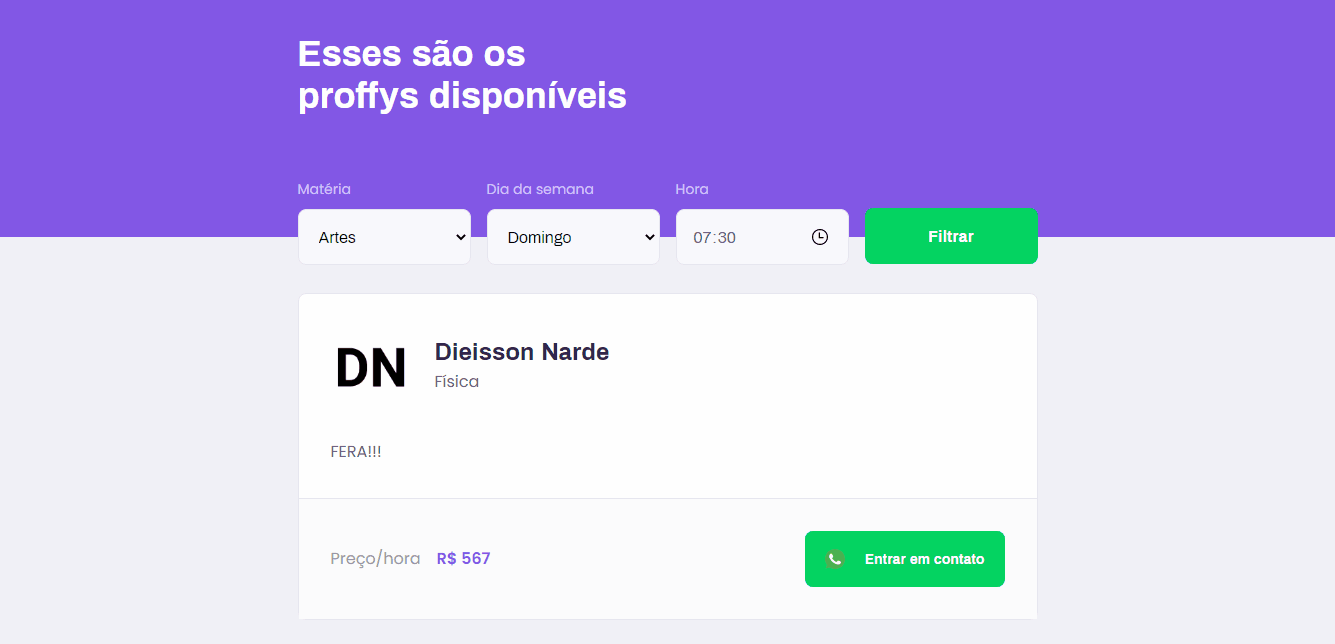 Esses são os
proffys disponíveis
Matéria
Dia da semana
Hora
Artes
Domingo
07:30
Filtrar
DN
Dieisson Narde
Física
FERA!!!
Preço/hora R$ 567
Entrar em contato